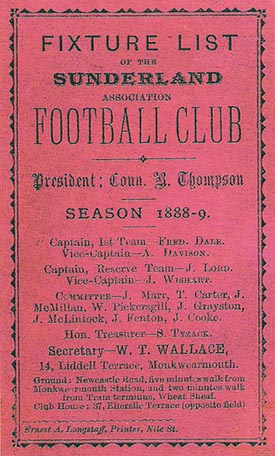 FIXTURE LIST
OF THE
SUNDERLAND
ASSOCIATION
FOOTBALL CLUB
President; Coun. R. Thompson
SEASON 1888-9.
Captain, 1st Team—FRED. DALE.
Vice-Captain—A. DAVISON.
Captain, Reserve Team—J. LORD.
Vice-Captain—J. WISHART.
COMMITTEE—J. Marr, T. Carter, J.
McMillan, W. Pickersgill, J. Grayston,
J. McLintock, J. Fenton, J. Cooke.
Hon. Treasurer—S. TYZACK.
Secretary—W. T. WALLACE,
14, Liddell Terrace, Monkwearmouth.
Ground: Newcastle Road, five minutes walk from
Monkwearmouth Station, and two minutes walk
from Tram terminus, Wheat Sheaf.
Club House: 37, Eglerslie Terrace (opposite field)
Ernest A. Longstaff, Printer, Nile St.